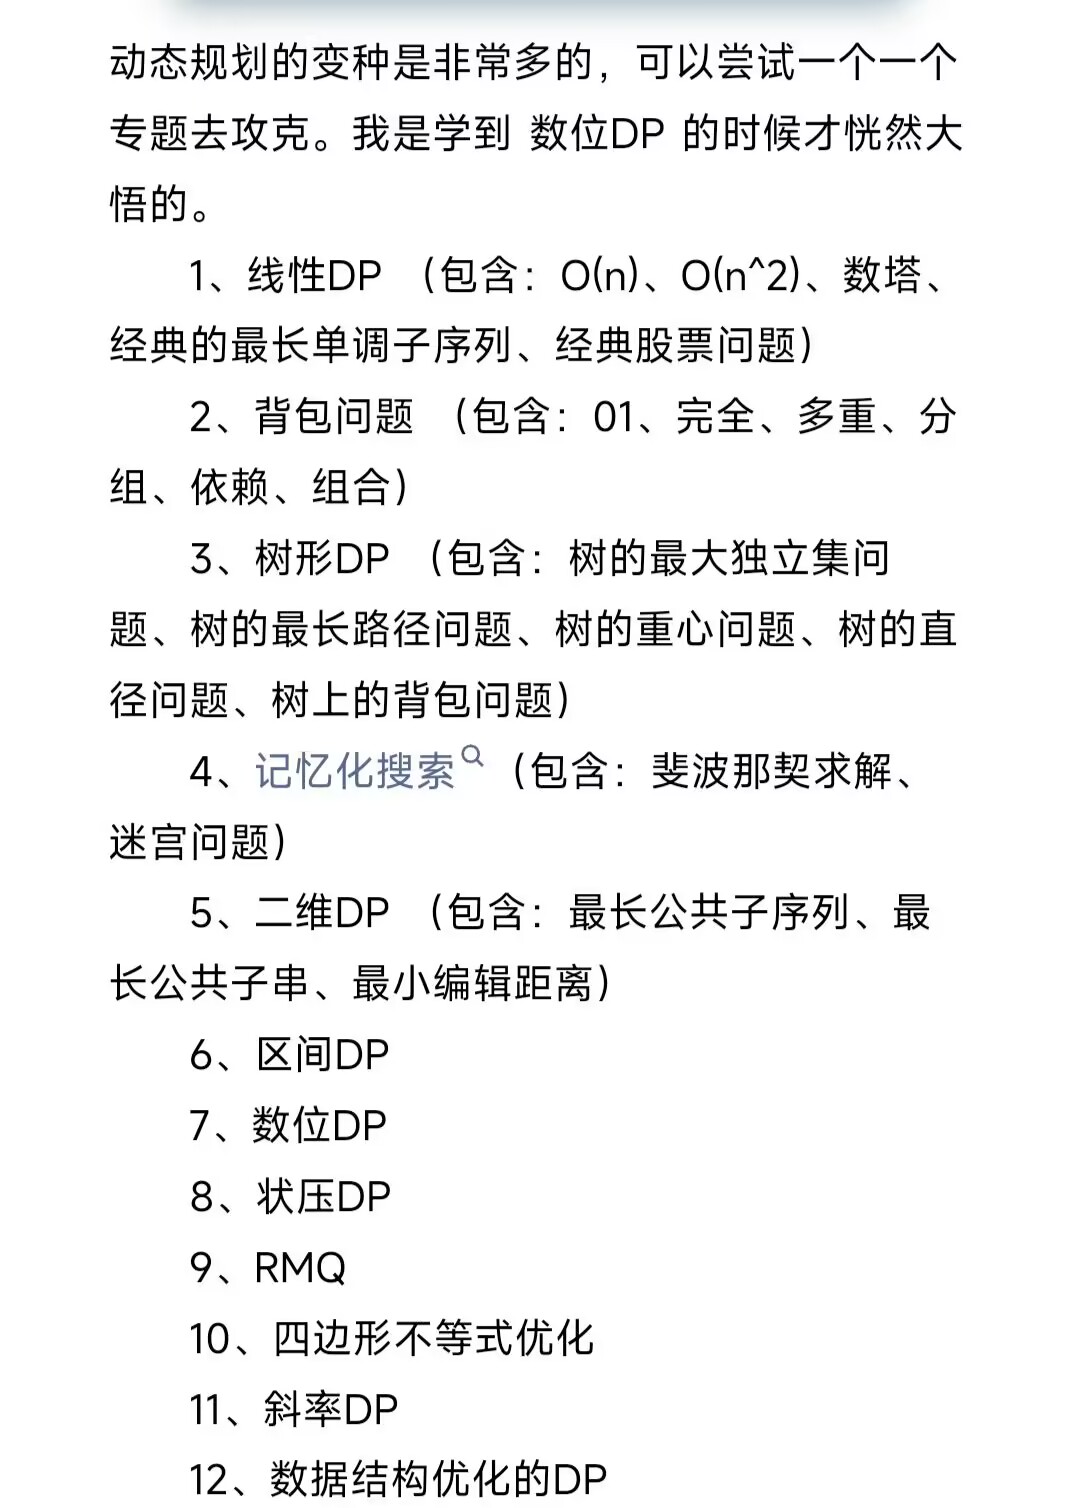 动态规划的变种是非常多的，可以尝试一个一个
专题去攻克。我是学到 数位DP 的时候才恍然大
悟的。
1、线性DP （包含：O(n)、O(n^2)、数塔、
经典的最长单调子序列、经典股票问题）
2、背包问题 （包含：01、完全、多重、分
组、依赖、组合）
3、树形DP （包含：树的最大独立集问
题、树的最长路径问题、树的重心问题、树的直
径问题、树上的背包问题）
4、记忆化搜索（包含：斐波那契求解、
迷宫问题）
5、二维DP （包含：最长公共子序列、最
长公共子串、最小编辑距离）
6、区间DP
7、数位DP
8、状压DP
9、RMQ
10、四边形不等式优化
11、斜率DP
12、数据结构优化的DP